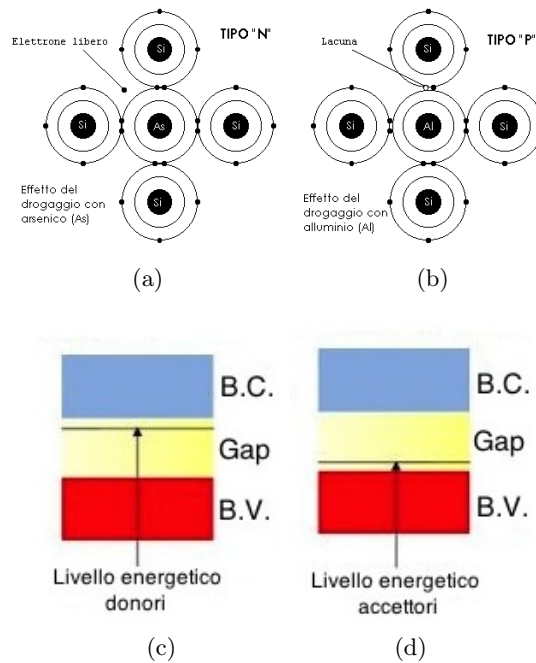 Elettrone libero
TIPO "N"
Si
Si
As
Si
Si
Effetto del
drogaggio con
arsenico (As)
(a)
Lacuna
TIPO "P"
Si
Si
Al
Si
Si
Effetto del
drogaggio con
alluminio (Al)
(b)
B.C.
Gap
B.V.
Livello energetico
donori
(c)
B.C.
Gap
B.V.
Livello energetico
accettori
(d)